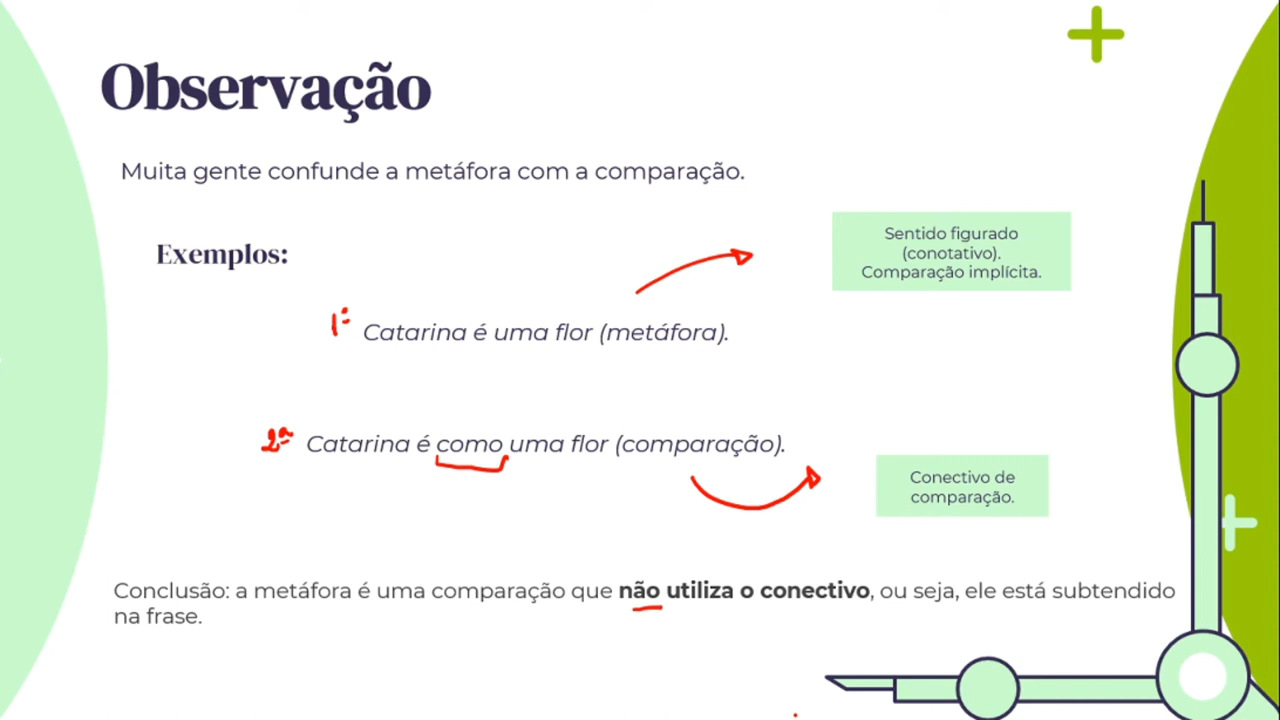 Observação
Muita gente confunde a metáfora com a comparação.
Sentido figurado
(conotativo).
Comparação implícita.
Exemplos:
1ª Catarina é uma flor (metáfora).
2ª Catarina é como uma flor (comparação).
Conectivo de
comparação.
Conclusão: a metáfora é uma comparação que não utiliza o conectivo, ou seja, ele está subtendido
na frase.